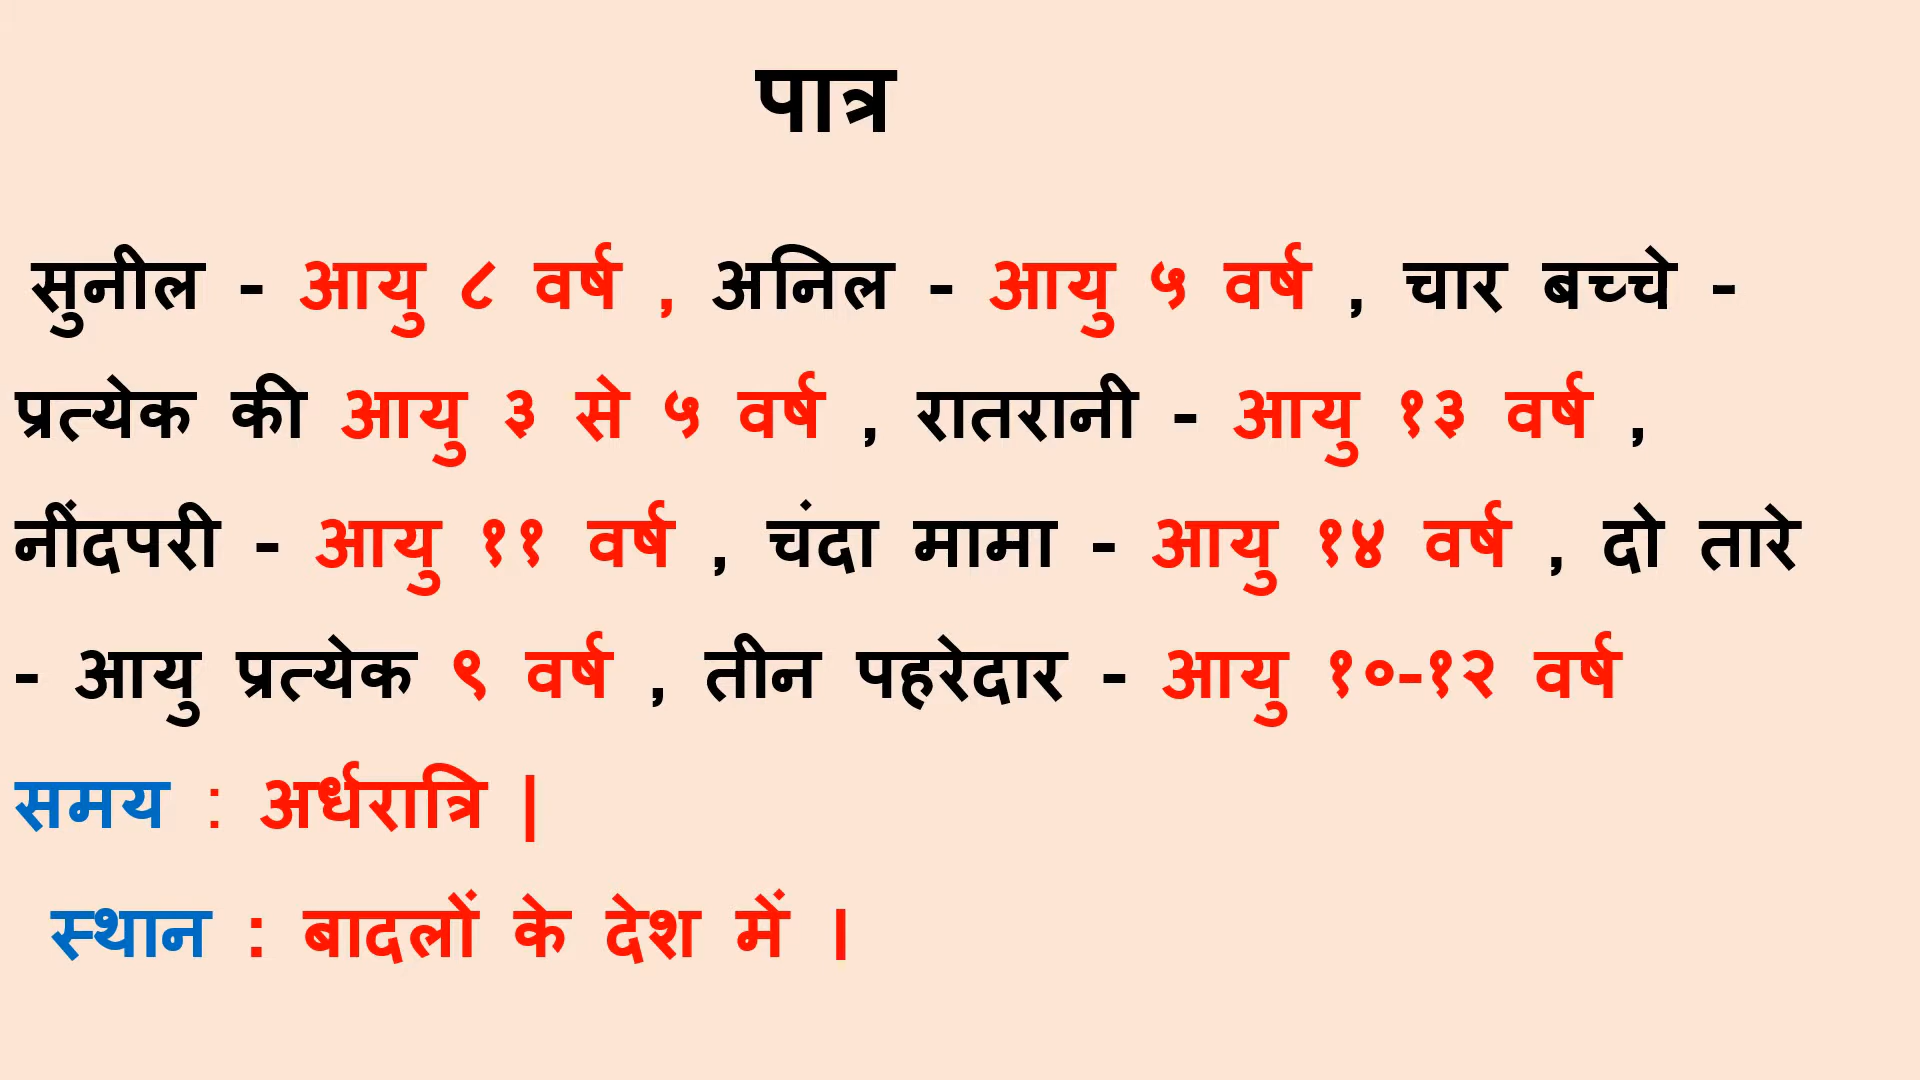 पात्र
सुनील - आयु ८ वर्ष , अनिल - आयु ५ वर्ष , चार बच्चे -
प्रत्येक की आयु ३ से ५ वर्ष , रातरानी - आयु १३ वर्ष ,
नींदपरी - आयु ११ वर्ष , चंदा मामा - आयु १४ वर्ष , दो तारे
- आयु प्रत्येक ९ वर्ष , तीन पहरेदार - आयु १०-१२ वर्ष
समय : अर्धरात्रि |
स्थान : बादलों के देश में ।